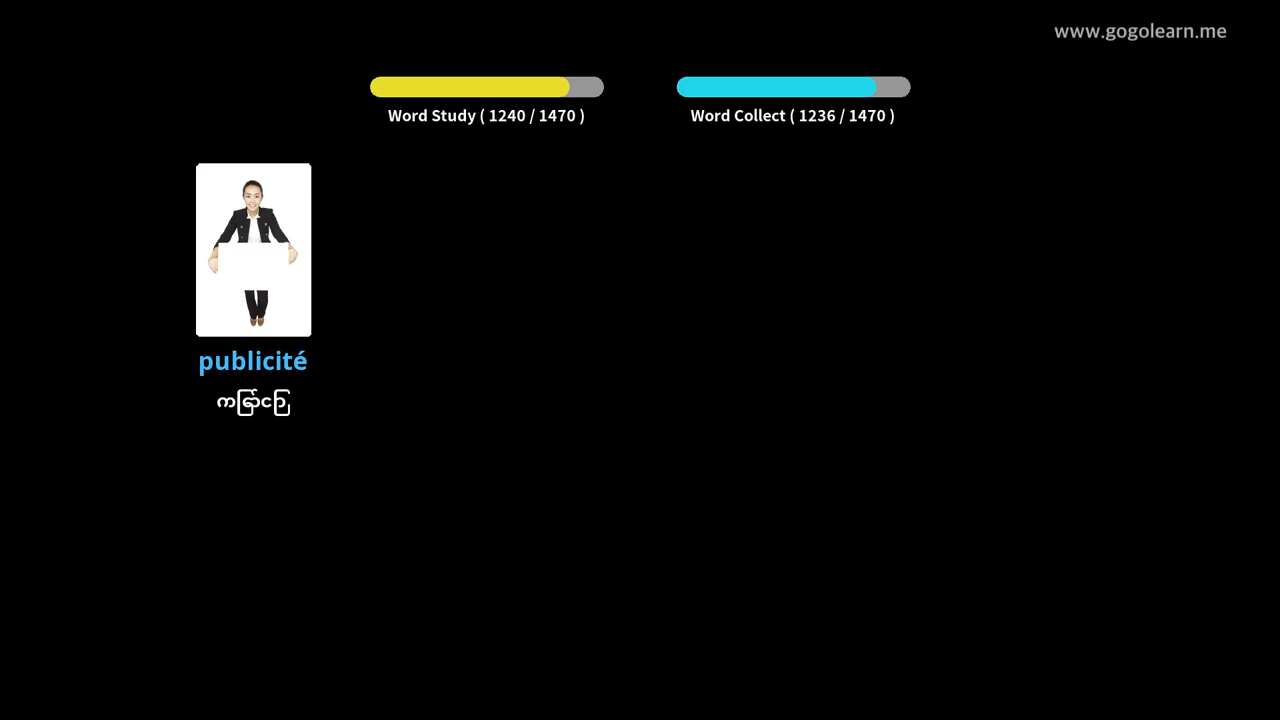 www.gogolearn.me
Word Study ( 1240 / 1470 )
Word Collect ( 1236 / 1470 )
publicité
ကြော်ငြာ